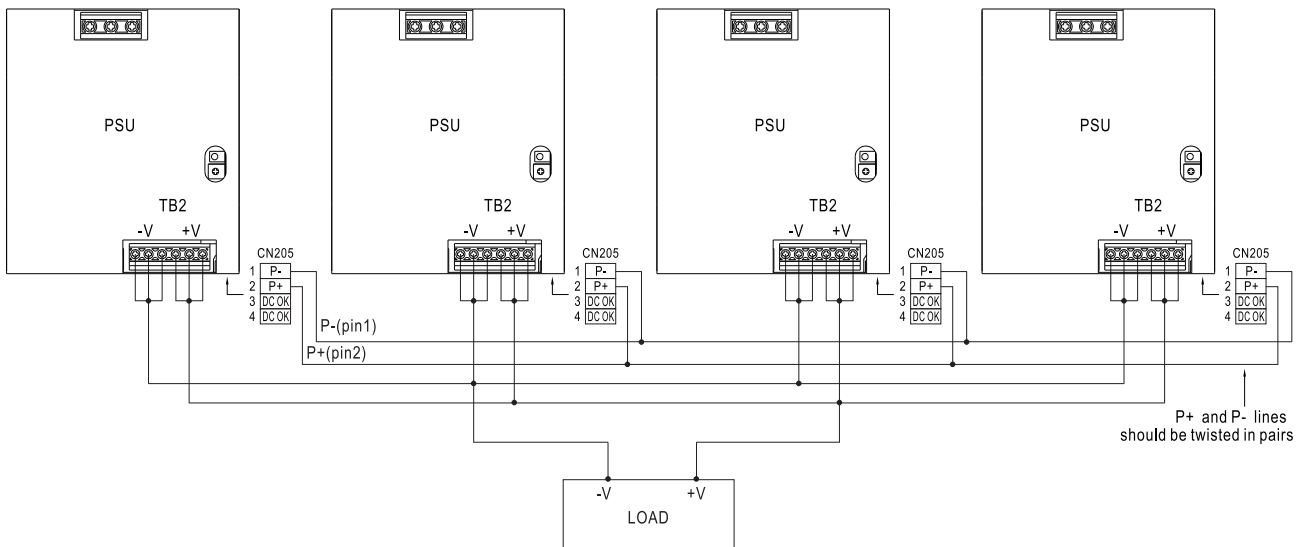 PSU PSU PSU PSU
TB2 TB2 TB2 TB2
-V +V -V +V -V +V -V +V
CN205 CN205 CN205 CN205
1 P- 1 P- 1 P- 1 P-
2 P+ 2 P+ 2 P+ 2 P+
3 DC OK 3 DC OK 3 DC OK 3 DC OK
4 DC OK 4 DC OK 4 DC OK 4 DC OK
P-(pin1)
P+(pin2)
P+ and P- lines
should be twisted in pairs
-V +V
LOAD